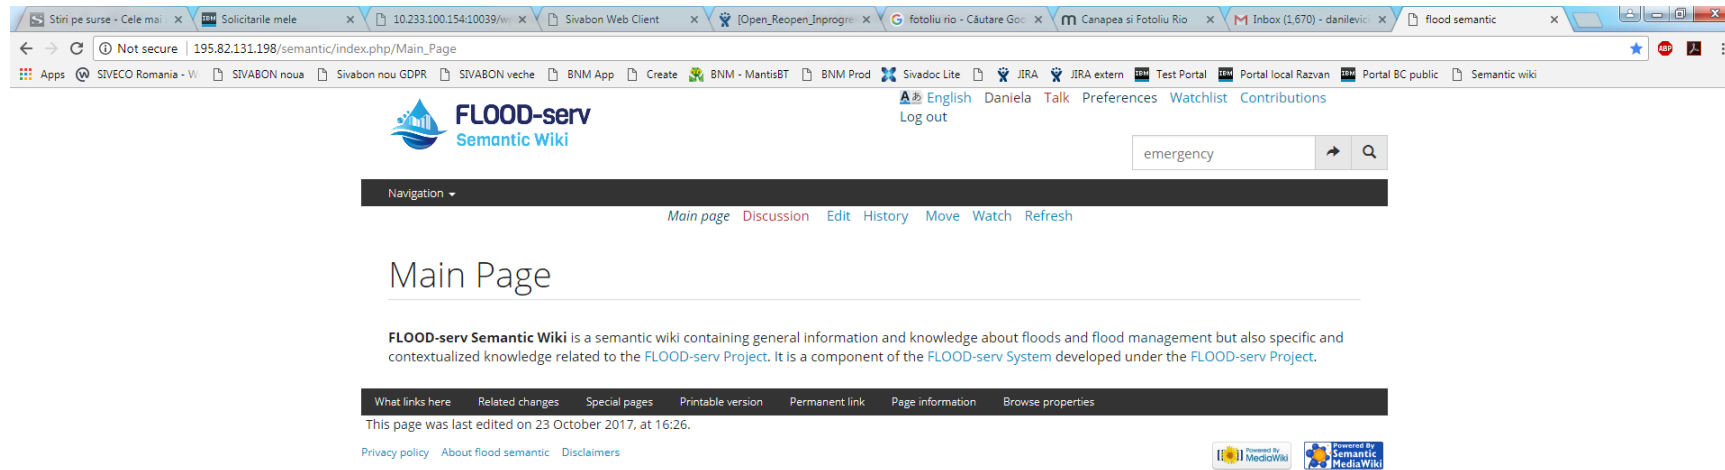 Stiri pe surse - Cele mai
Solicitarile mele
10.233.100.154:10039/w
Sivabon Web Client
[Open_Reopen_Inprogre
fotoliu rio - Căutare Goo
Canapea si Fotoliu Rio
Inbox (1,670) - danilevici
flood semantic
Not secure | 195.82.131.198/semantic/index.php/Main_Page
ABP
Apps SIVECO Romania - W SIVABON noua Sivabon nou GDPR SIVABON veche BNM App Create BNM - MantisBT BNM Prod Sivadoc Lite JIRA JIRA extern Test Portal Portal local Razvan Portal BC public Semantic wiki
English Daniela Talk Preferences Watchlist Contributions
Log out
FLOOD-serv
Semantic Wiki
emergency
Navigation
Main page Discussion Edit History Move Watch Refresh
Main Page
FLOOD-serv Semantic Wiki is a semantic wiki containing general information and knowledge about floods and flood management but also specific and
contextualized knowledge related to the FLOOD-serv Project. It is a component of the FLOOD-serv System developed under the FLOOD-serv Project.
What links here Related changes Special pages Printable version Permanent link Page information Browse properties
This page was last edited on 23 October 2017, at 16:26.
Privacy policy About flood semantic Disclaimers
Powered By
MediaWiki
Powered By
Semantic
MediaWiki